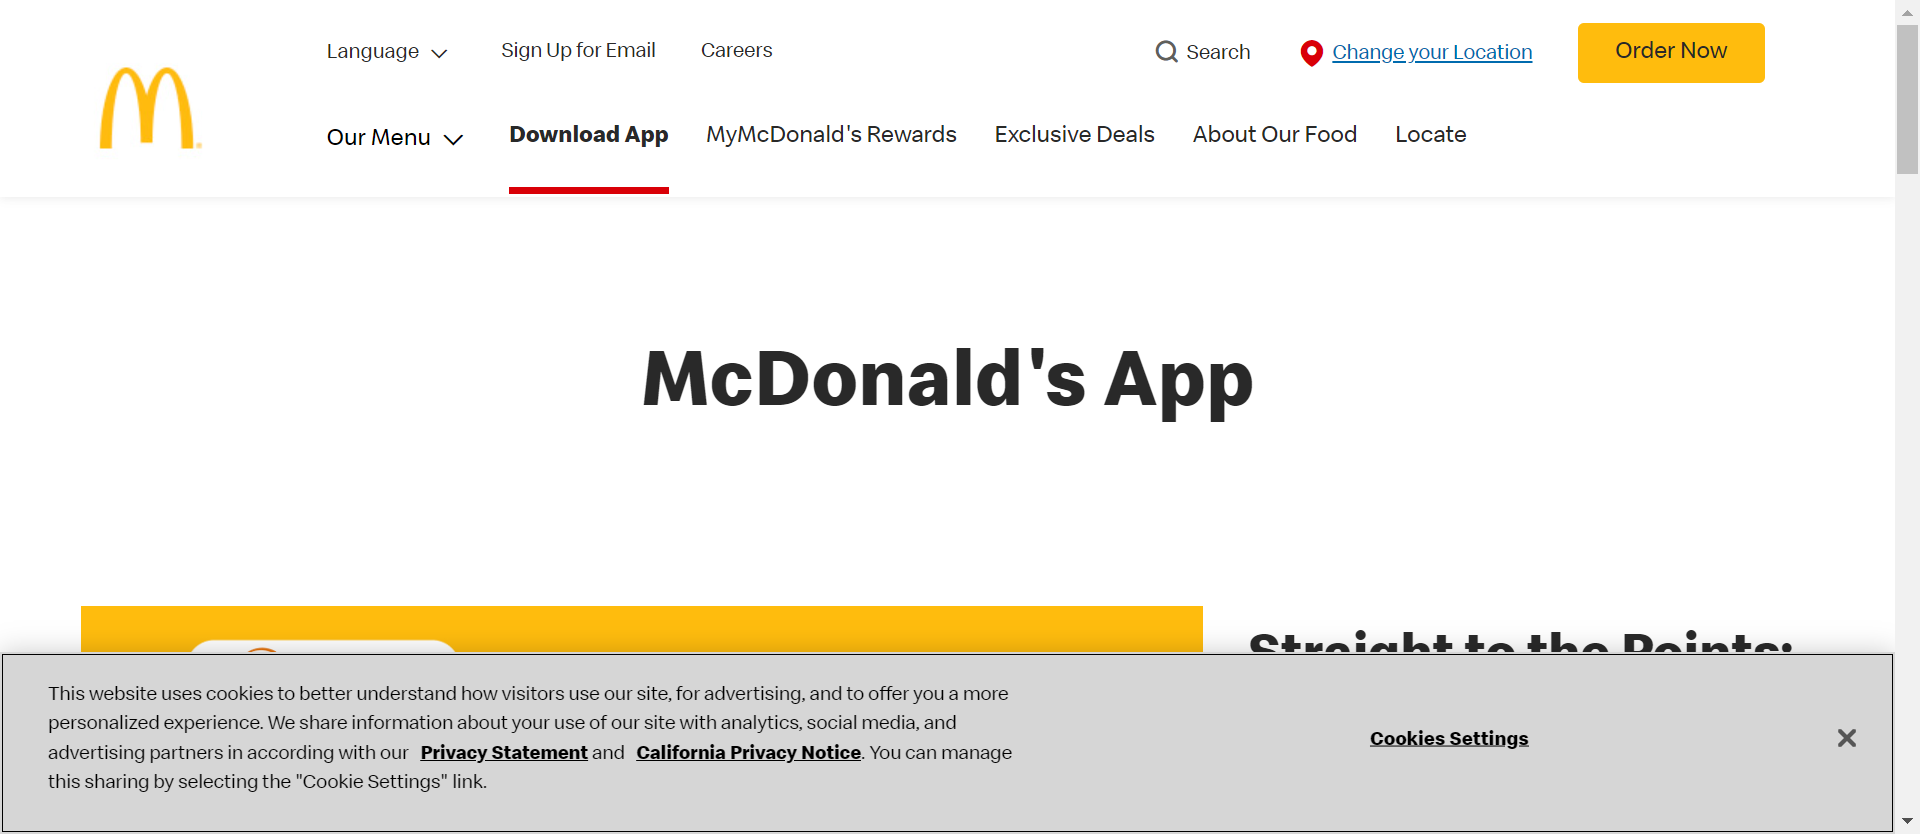 Language
Sign Up for Email
Careers
Search
Change your Location
Order Now
Our Menu
Download App
MyMcDonald's Rewards
Exclusive Deals
About Our Food
Locate
McDonald's App
Straight to the Points:
This website uses cookies to better understand how visitors use our site, for advertising, and to offer you a more
personalized experience. We share information about your use of our site with analytics, social media, and
advertising partners in according with our Privacy Statement and California Privacy Notice. You can manage
this sharing by selecting the "Cookie Settings" link.
Cookies Settings